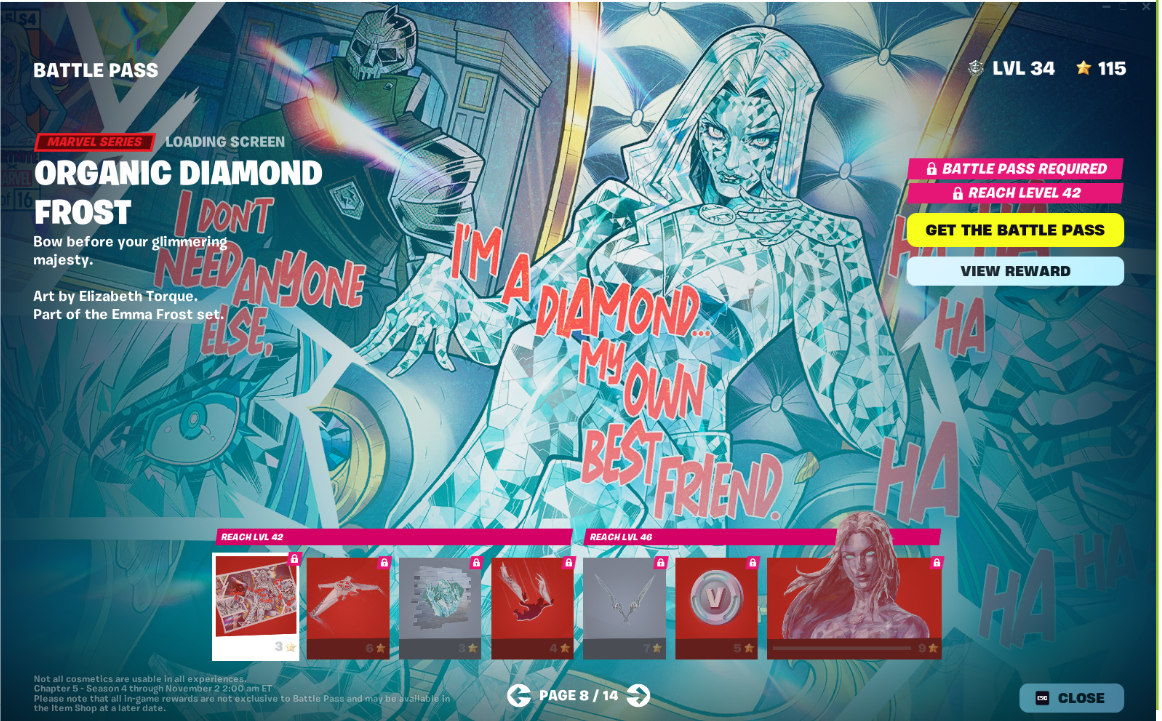 BATTLE PASS
LVL 34
115
MARVEL SERIES LOADING SCREEN
ORGANIC DIAMOND
FROST
Bow before your glimmering
majesty.
Art by Elizabeth Torque.
Part of the Emma Frost set.
BATTLE PASS REQUIRED
REACH LEVEL 42
GET THE BATTLE PASS
VIEW REWARD
I DON'T
NEED ANYONE
ELSE,
I'M
A
DIAMOND...
MY
OWN
BEST
FRIEND.
HA
HA
HA
HA
REACH LVL 42
REACH LVL 46
3
6
3
4
7
5
9
V
Not all cosmetics are usable in all experiences.
Chapter 5 - Season 4 through November 2 2:00 am ET
Please note that all in-game rewards are not exclusive to Battle Pass and may be available in
the Item Shop at a later date.
PAGE 8 / 14
ESC CLOSE